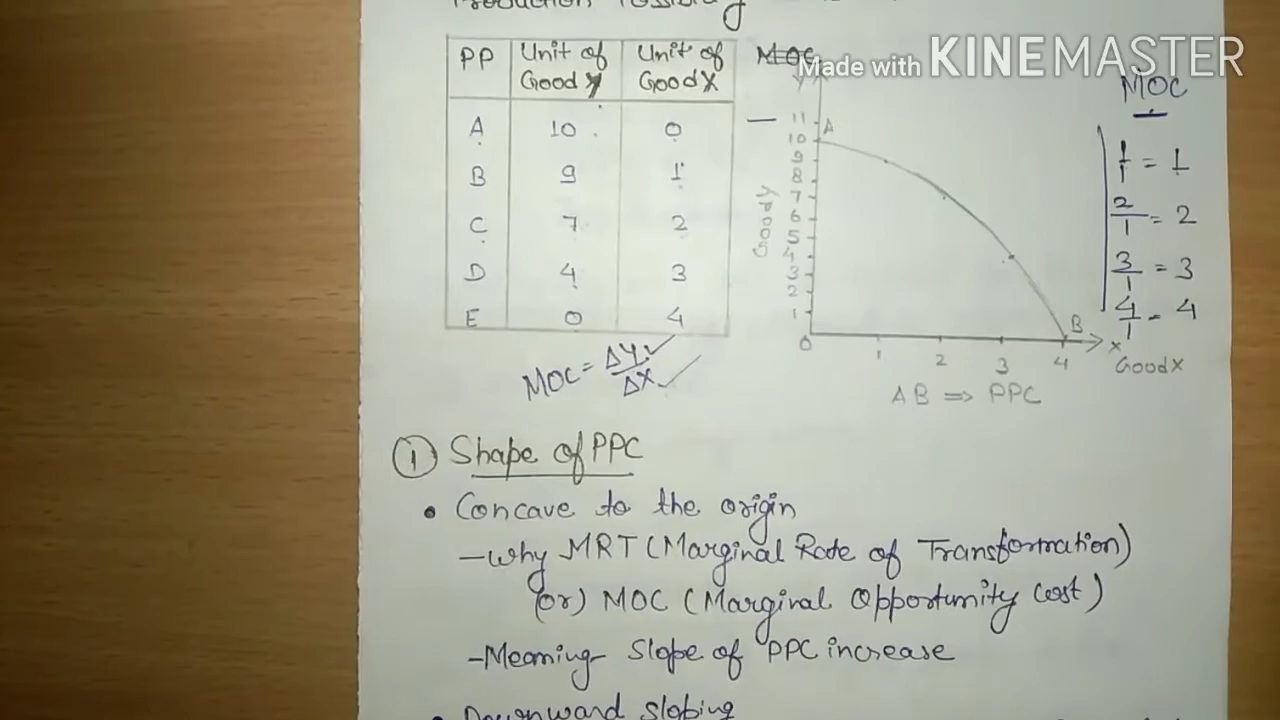 Production Possibility
PP Unit of Good Y Unit of Good X MOC
A 10 0
B 9 1
C 7 2
D 4 3
E 0 4
MOC = ΔY/ΔX
Made with KINEMASTER
Y
11
10
9
8
7
6
5
4
3
2
1
0
Good Y
A
B
1 2 3 4
x
Good X
AB => PPC
MOC
1/1 = 1
2/1 = 2
3/1 = 3
4/1 = 4
① Shape of PPC
• Concave to the origin
- Why MRT (Marginal Rate of Transformation)
(or) MOC (Marginal Opportunity Cost)
- Meaning - Slope of PPC increase
• Downward sloping